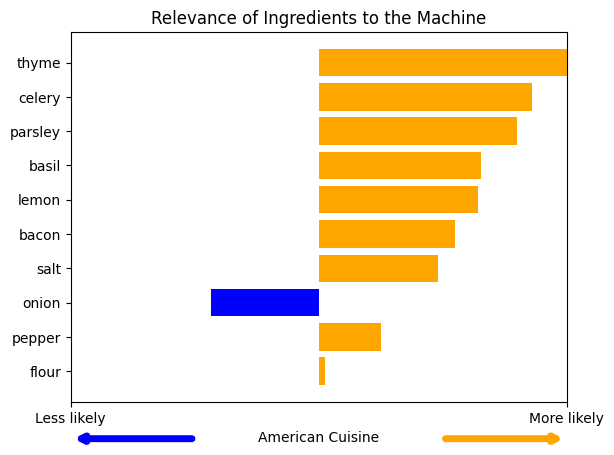 Relevance of Ingredients to the Machine
thyme
celery
parsley
basil
lemon
bacon
salt
onion
pepper
flour
Less likely
More likely
American Cuisine